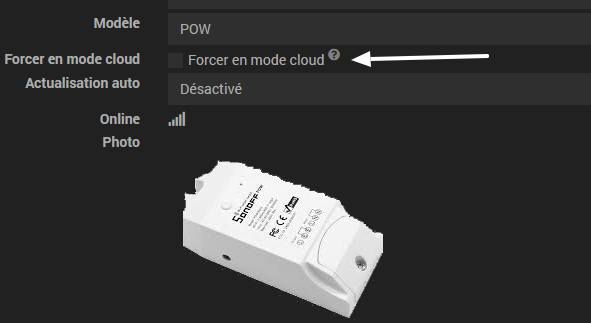 Modèle
POW
Forcer en mode cloud
Forcer en mode cloud ?
Actualisation auto
Désactivé
Online
Photo
SONOFF POW
FC CE